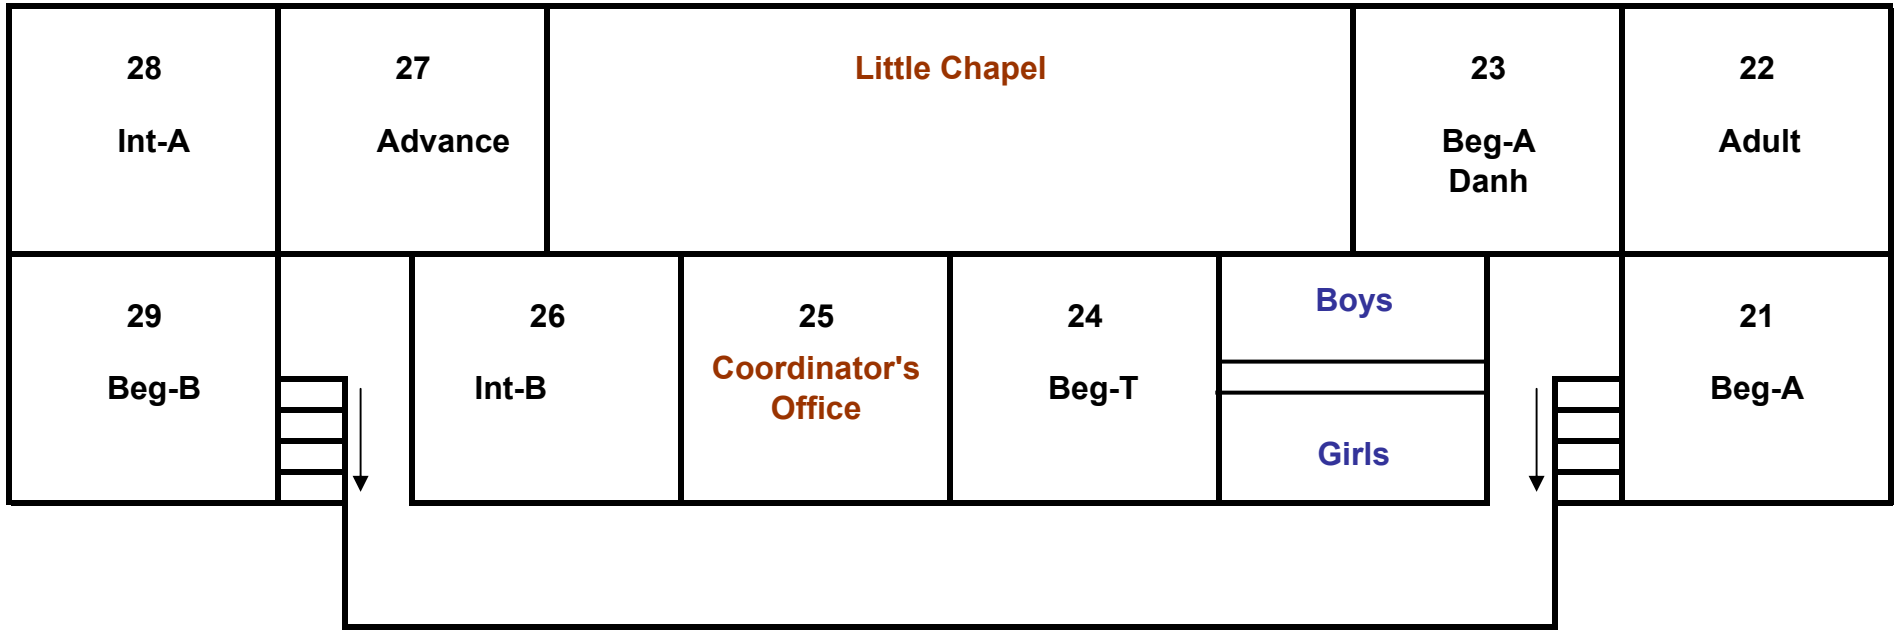 28
27
Little Chapel
23
22
Int-A
Advance
Beg-A
Danh
Adult
29
26
25
24
Boys
21
Beg-B
Int-B
Coordinator's
Office
Beg-T
Beg-A
Girls